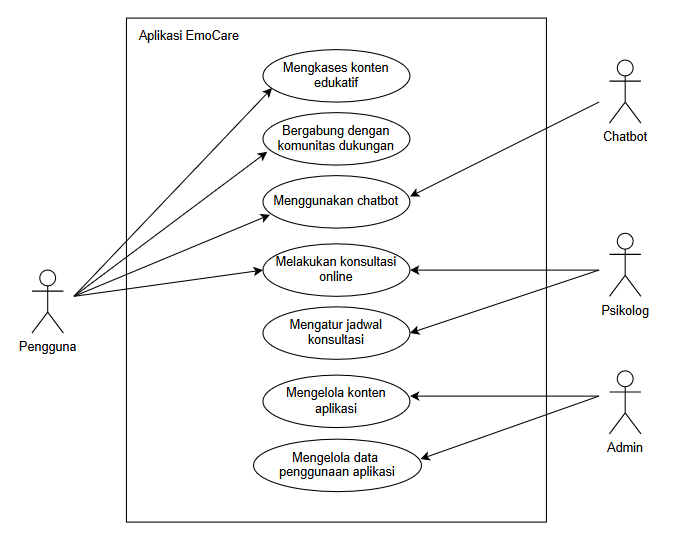 Aplikasi EmoCare
Mengkases konten
edukatif
Bergabung dengan
komunitas dukungan
Menggunakan chatbot
Melakukan konsultasi
online
Mengatur jadwal
konsultasi
Mengelola konten
aplikasi
Mengelola data
penggunaan aplikasi
Pengguna
Chatbot
Psikolog
Admin